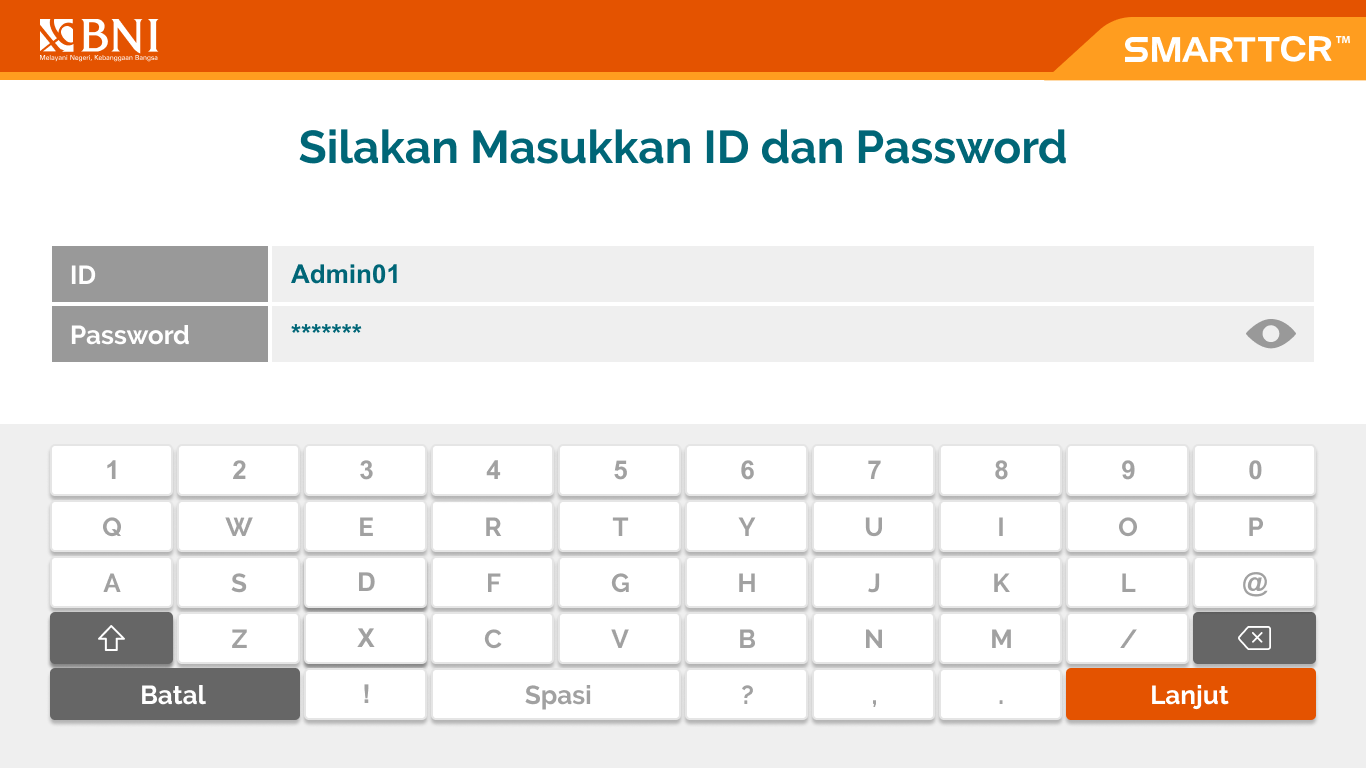 BNI
Melayani Negeri, Kebanggaan Bangsa
SMARTTCR™
Silakan Masukkan ID dan Password
ID Admin01
Password *******
1 2 3 4 5 6 7 8 9 0
Q W E R T Y U I O P
A S D F G H J K L @
Z X C V B N M /
Batal ! Spasi ? , . Lanjut